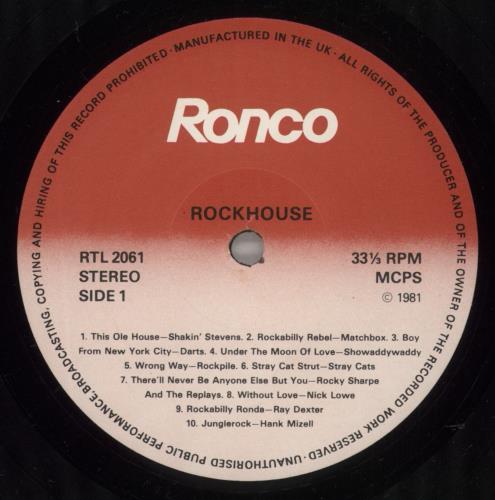 UNAUTHORISED PUBLIC PERFORMANCE BROADCASTING, COPYING AND HIRING OF THIS RECORD PROHIBITED · MANUFACTURED IN THE UK · ALL RIGHTS OF THE PRODUCER AND OF THE OWNER OF THE RECORDED WORK RESERVED ·
Ronco
ROCKHOUSE
RTL 2061
STEREO
SIDE 1
33⅓ RPM
MCPS
© 1981
1. This Ole House—Shakin' Stevens. 2. Rockabilly Rebel—Matchbox. 3. Boy
From New York City—Darts. 4. Under The Moon Of Love—Showaddywaddy
5. Wrong Way—Rockpile. 6. Stray Cat Strut—Stray Cats
7. There'll Never Be Anyone Else But You—Rocky Sharpe
And The Replays. 8. Without Love—Nick Lowe
9. Rockabilly Ronda—Ray Dexter
10. Junglerock—Hank Mizell